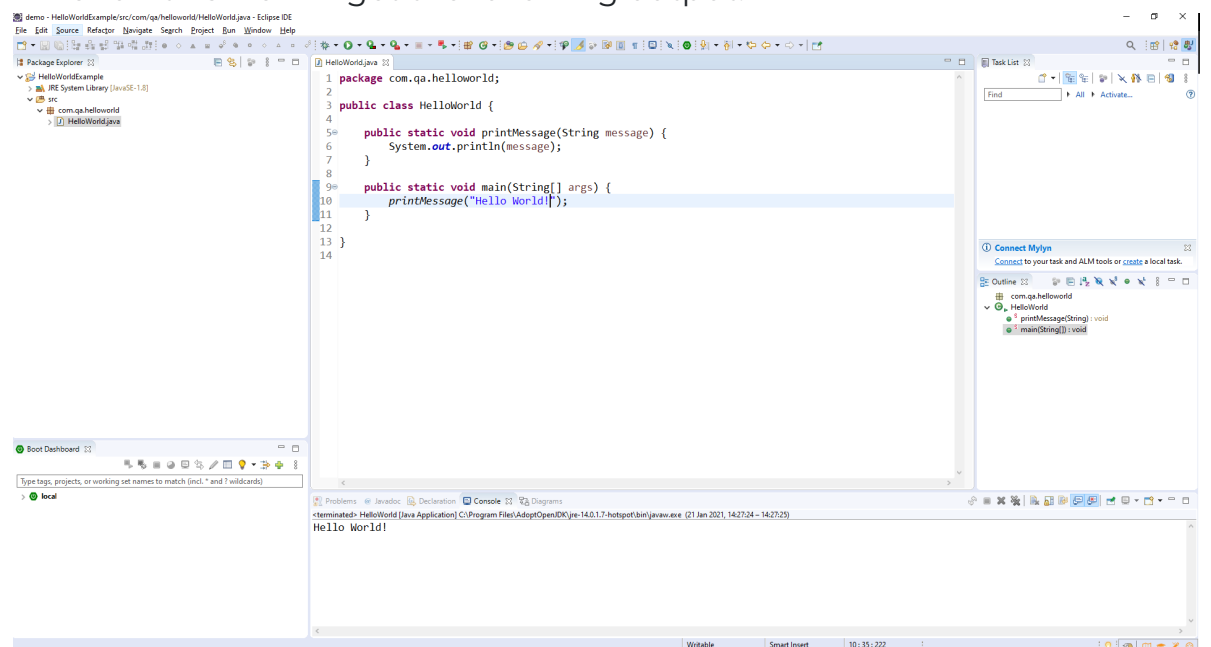 demo - HelloWorldExample/src/com/qa/helloworld/HelloWorld.java - Eclipse IDE
File Edit Source Refactor Navigate Search Project Run Window Help
Package Explorer
HelloWorldExample
JRE System Library [JavaSE-1.8]
src
com.qa.helloworld
HelloWorld.java
HelloWorld.java
1 package com.qa.helloworld;
2
3 public class HelloWorld {
4
5 public static void printMessage(String message) {
6 System.out.println(message);
7 }
8
9 public static void main(String[] args) {
10 printMessage("Hello World!");
11 }
12
13 }
14
Task List
Find All Activate...
Connect Mylyn
Connect to your task and ALM tools or create a local task.
Outline
com.qa.helloworld
HelloWorld
printMessage(String) : void
main(String[]) : void
Boot Dashboard
Type tags, projects, or working set names to match (incl. * and ? wildcards)
local
Problems Javadoc Declaration Console Diagrams
<terminated> HelloWorld [Java Application] C:\Program Files\AdoptOpenJDK\jre-14.0.1.7-hotspot\bin\javaw.exe (21 Jan 2021, 14:27:24 – 14:27:25)
Hello World!
Writable Smart Insert 10 : 35 : 222